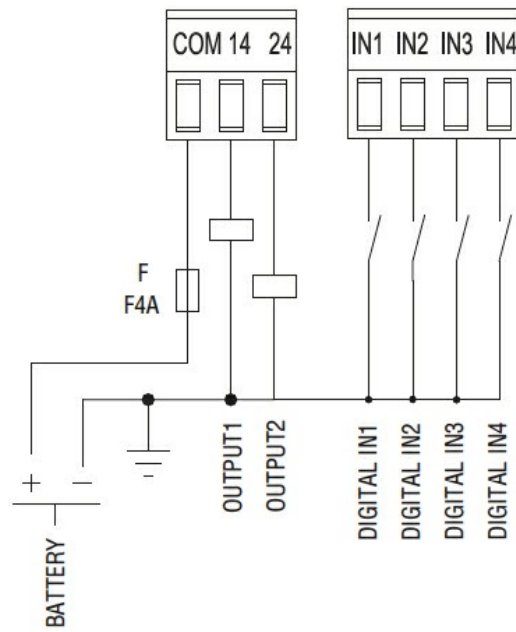 COM 14 24
IN1 IN2 IN3 IN4
F
F4A
+ −
BATTERY
OUTPUT1
OUTPUT2
DIGITAL IN1
DIGITAL IN2
DIGITAL IN3
DIGITAL IN4